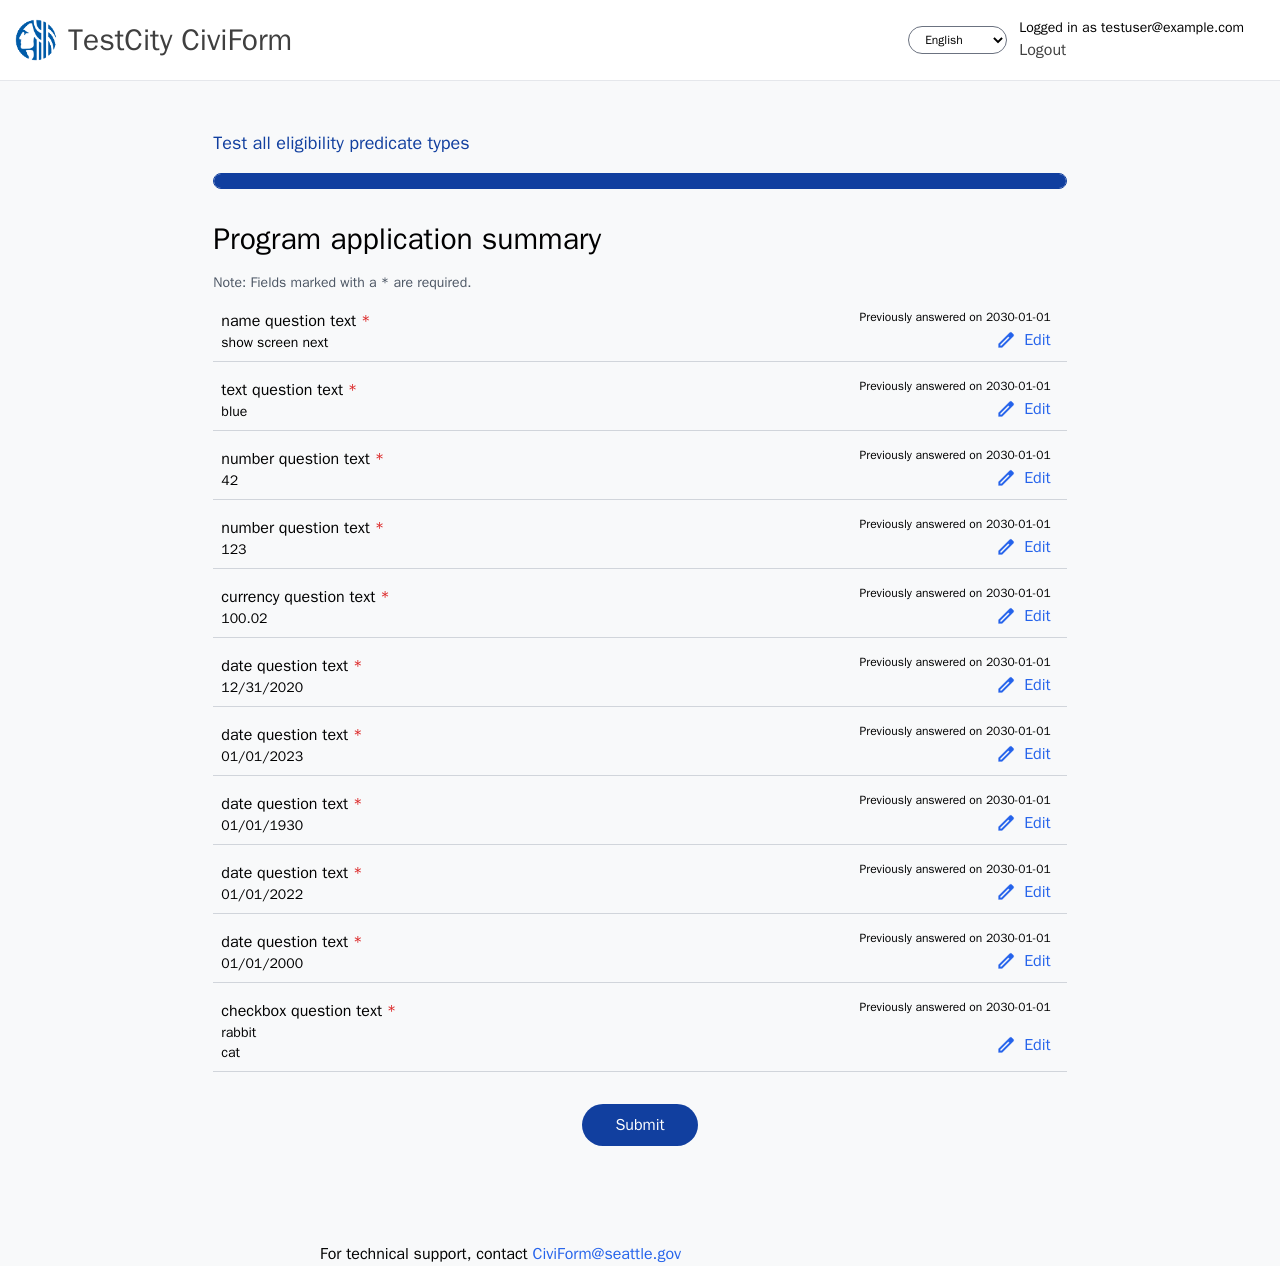 TestCity CiviForm
English
Logged in as testuser@example.com
Logout
Test all eligibility predicate types
Program application summary
Note: Fields marked with a * are required.
name question text *
Previously answered on 2030-01-01
show screen next
Edit
text question text *
Previously answered on 2030-01-01
blue
Edit
number question text *
Previously answered on 2030-01-01
42
Edit
number question text *
Previously answered on 2030-01-01
123
Edit
currency question text *
Previously answered on 2030-01-01
100.02
Edit
date question text *
Previously answered on 2030-01-01
12/31/2020
Edit
date question text *
Previously answered on 2030-01-01
01/01/2023
Edit
date question text *
Previously answered on 2030-01-01
01/01/1930
Edit
date question text *
Previously answered on 2030-01-01
01/01/2022
Edit
date question text *
Previously answered on 2030-01-01
01/01/2000
Edit
checkbox question text *
Previously answered on 2030-01-01
rabbit
cat
Edit
Submit
For technical support, contact CiviForm@seattle.gov